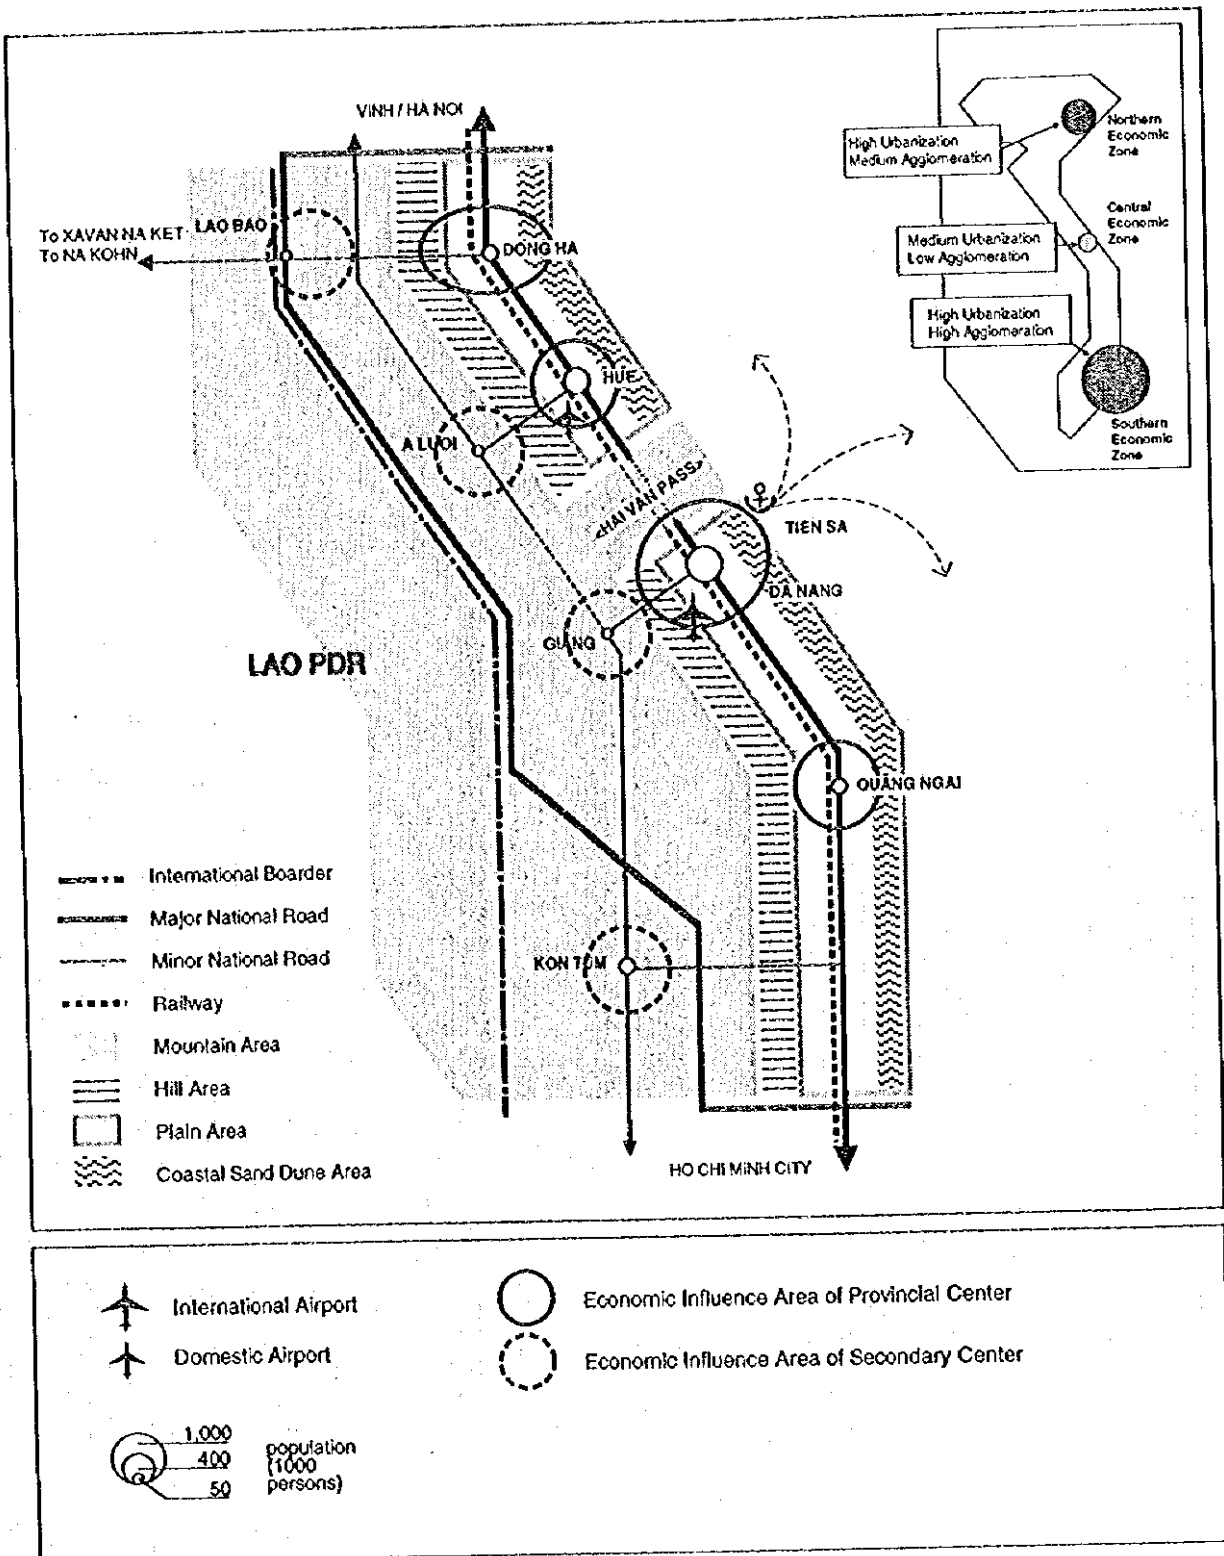 VINH / HA NOI
LAO BAO
To XAVAN NA KET
To NA KOHN
DONG HA
HUE
A LUOI
<HAI VAN PASS>
TIEN SA
DA NANG
GIANG
LAO PDR
QUANG NGAI
KON TUM
HO CHI MINH CITY
High Urbanization
Medium Agglomeration
Northern
Economic
Zone
Medium Urbanization
Low Agglomeration
Central
Economic
Zone
High Urbanization
High Agglomeration
Southern
Economic
Zone
International Boarder
Major National Road
Minor National Road
Railway
Mountain Area
Hill Area
Plain Area
Coastal Sand Dune Area
International Airport
Domestic Airport
Economic Influence Area of Provincial Center
Economic Influence Area of Secondary Center
1,000
400
50
population
(1000
persons)